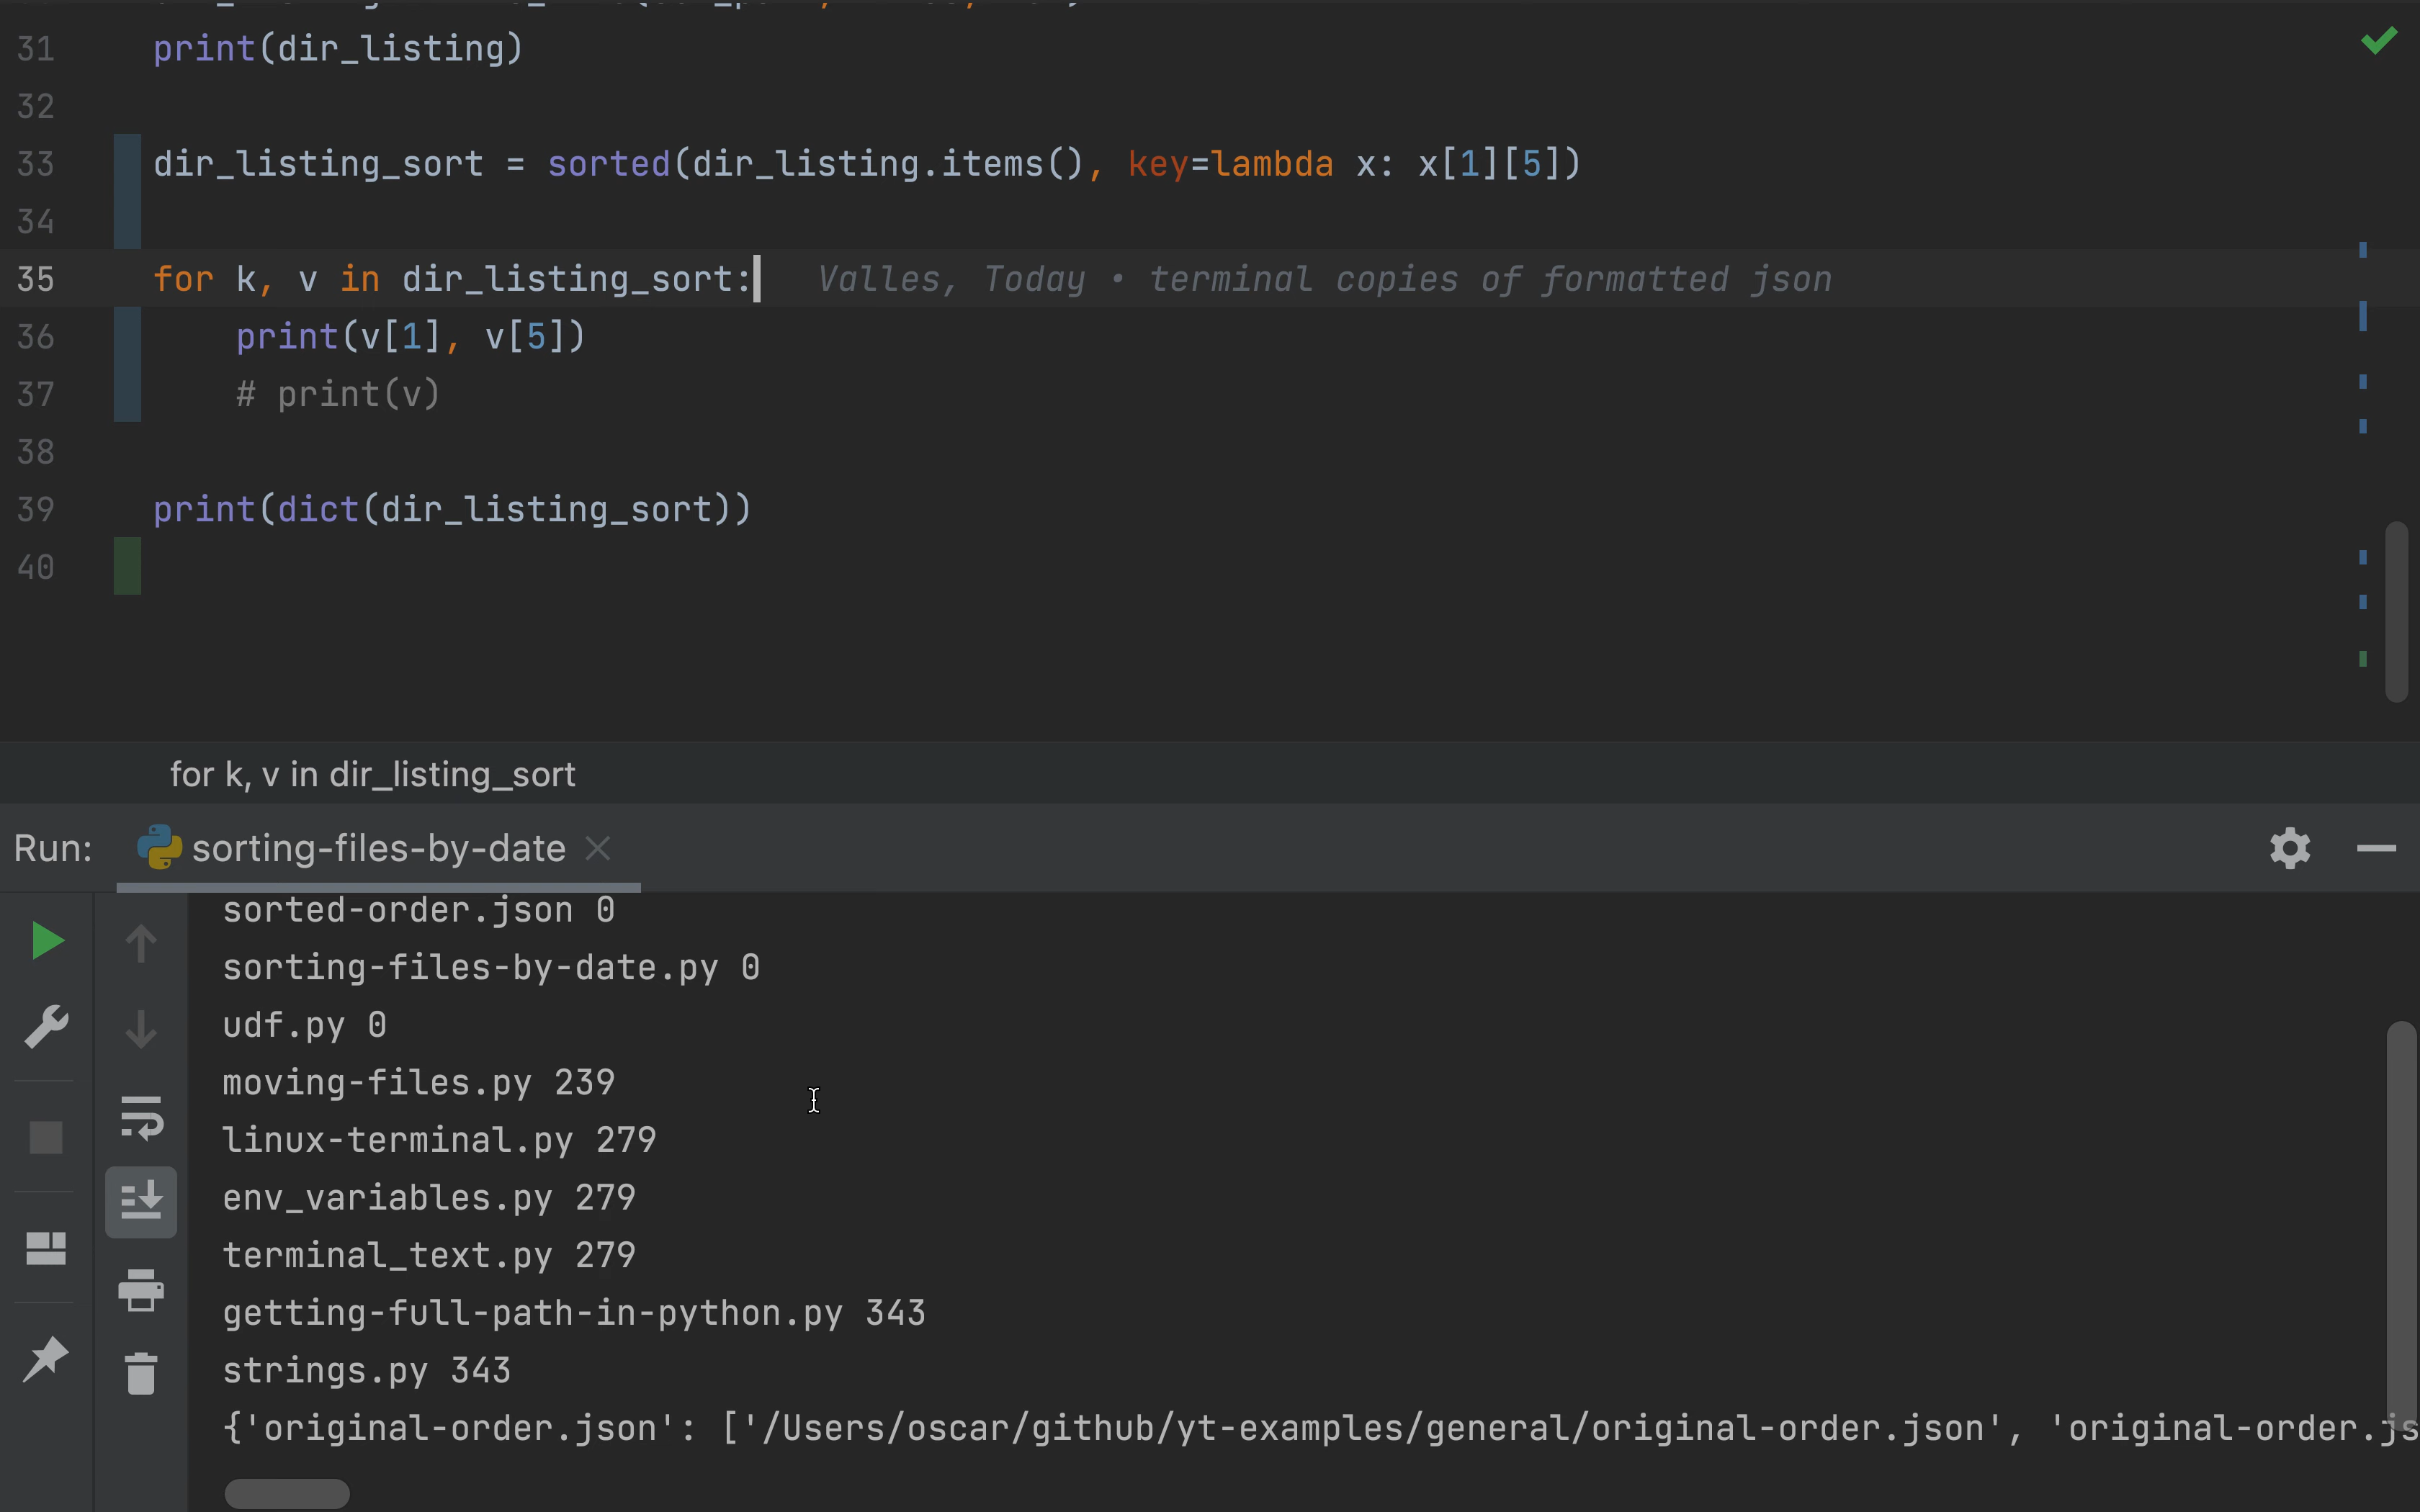 31 print(dir_listing)
32
33 dir_listing_sort = sorted(dir_listing.items(), key=lambda x: x[1][5])
34
35 for k, v in dir_listing_sort: Valles, Today • terminal copies of formatted json
36     print(v[1], v[5])
37     # print(v)
38
39 print(dict(dir_listing_sort))
40
for k, v in dir_listing_sort
Run: sorting-files-by-date
sorted-order.json 0
sorting-files-by-date.py 0
udf.py 0
moving-files.py 239
linux-terminal.py 279
env_variables.py 279
terminal_text.py 279
getting-full-path-in-python.py 343
strings.py 343
{'original-order.json': ['/Users/oscar/github/yt-examples/general/original-order.json', 'original-order.js